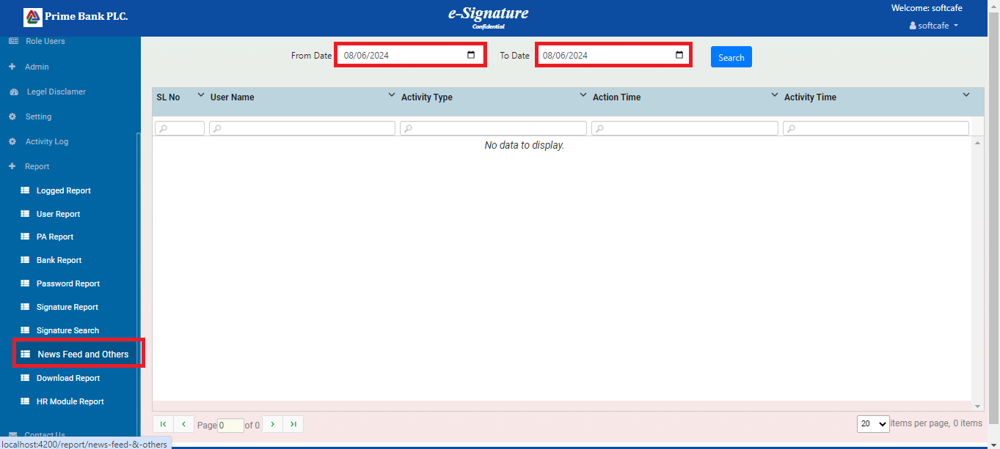 Prime Bank PLC.
e-Signature
Confidential
Welcome: softcafe
softcafe
Role Users
Admin
Legel Disclamer
Setting
Activity Log
Report
Logged Report
User Report
PA Report
Bank Report
Password Report
Signature Report
Signature Search
News Feed and Others
Download Report
HR Module Report
Contact Us
localhost:4200/report/news-feed-&-others
From Date 08/06/2024 To Date 08/06/2024 Search
SL No User Name Activity Type Action Time Activity Time
No data to display.
Page 0 of 0
20 items per page, 0 items